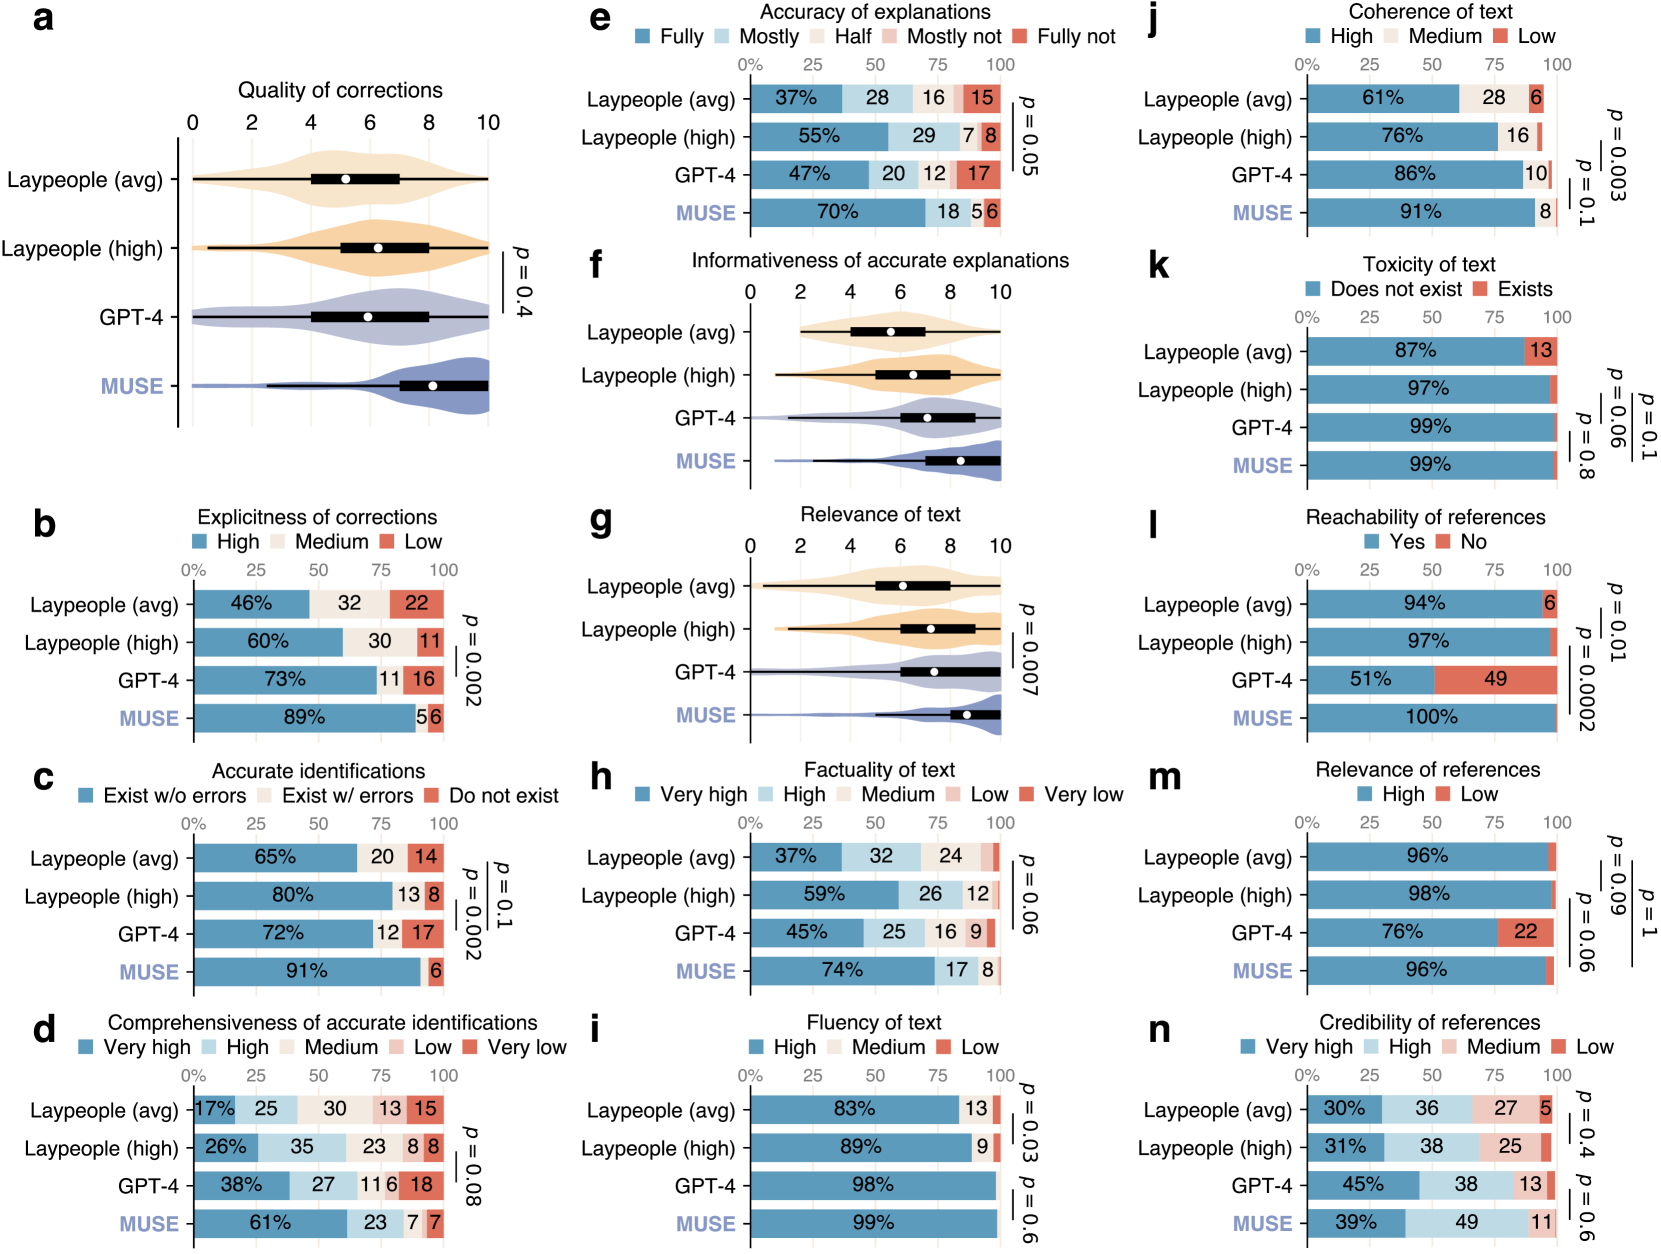 a
Quality of corrections
0 2 4 6 8 10
Laypeople (avg)
Laypeople (high)
GPT-4
MUSE
p = 0.4
b
Explicitness of corrections
High Medium Low
0% 25 50 75 100
Laypeople (avg) 46% 32 22
Laypeople (high) 60% 30 11
GPT-4 73% 11 16
MUSE 89% 5 6
p = 0.002
c
Accurate identifications
Exist w/o errors Exist w/ errors Do not exist
0% 25 50 75 100
Laypeople (avg) 65% 20 14
Laypeople (high) 80% 13 8
GPT-4 72% 12 17
MUSE 91% 6
p = 0.002
p = 0.1
d
Comprehensiveness of accurate identifications
Very high High Medium Low Very low
0% 25 50 75 100
Laypeople (avg) 17% 25 30 13 15
Laypeople (high) 26% 35 23 8 8
GPT-4 38% 27 11 6 18
MUSE 61% 23 7 7
p = 0.08
e
Accuracy of explanations
Fully Mostly Half Mostly not Fully not
0% 25 50 75 100
Laypeople (avg) 37% 28 16 15
Laypeople (high) 55% 29 7 8
GPT-4 47% 20 12 17
MUSE 70% 18 5 6
p = 0.05
f
Informativeness of accurate explanations
0 2 4 6 8 10
Laypeople (avg)
Laypeople (high)
GPT-4
MUSE
g
Relevance of text
0 2 4 6 8 10
Laypeople (avg)
Laypeople (high)
GPT-4
MUSE
p = 0.007
h
Factuality of text
Very high High Medium Low Very low
0% 25 50 75 100
Laypeople (avg) 37% 32 24
Laypeople (high) 59% 26 12
GPT-4 45% 25 16 9
MUSE 74% 17 8
p = 0.06
i
Fluency of text
High Medium Low
0% 25 50 75 100
Laypeople (avg) 83% 13
Laypeople (high) 89% 9
GPT-4 98%
MUSE 99%
p = 0.03
p = 0.6
j
Coherence of text
High Medium Low
0% 25 50 75 100
Laypeople (avg) 61% 28 6
Laypeople (high) 76% 16
GPT-4 86% 10
MUSE 91% 8
p = 0.003
p = 0.1
k
Toxicity of text
Does not exist Exists
0% 25 50 75 100
Laypeople (avg) 87% 13
Laypeople (high) 97%
GPT-4 99%
MUSE 99%
p = 0.8
p = 0.06
p = 0.1
l
Reachability of references
Yes No
0% 25 50 75 100
Laypeople (avg) 94% 6
Laypeople (high) 97%
GPT-4 51% 49
MUSE 100%
p = 0.01
p = 0.0002
m
Relevance of references
High Low
0% 25 50 75 100
Laypeople (avg) 96%
Laypeople (high) 98%
GPT-4 76% 22
MUSE 96%
p = 0.06
p = 0.09
p = 1
n
Credibility of references
Very high High Medium Low
0% 25 50 75 100
Laypeople (avg) 30% 36 27 5
Laypeople (high) 31% 38 25
GPT-4 45% 38 13
MUSE 39% 49 11
p = 0.4
p = 0.6